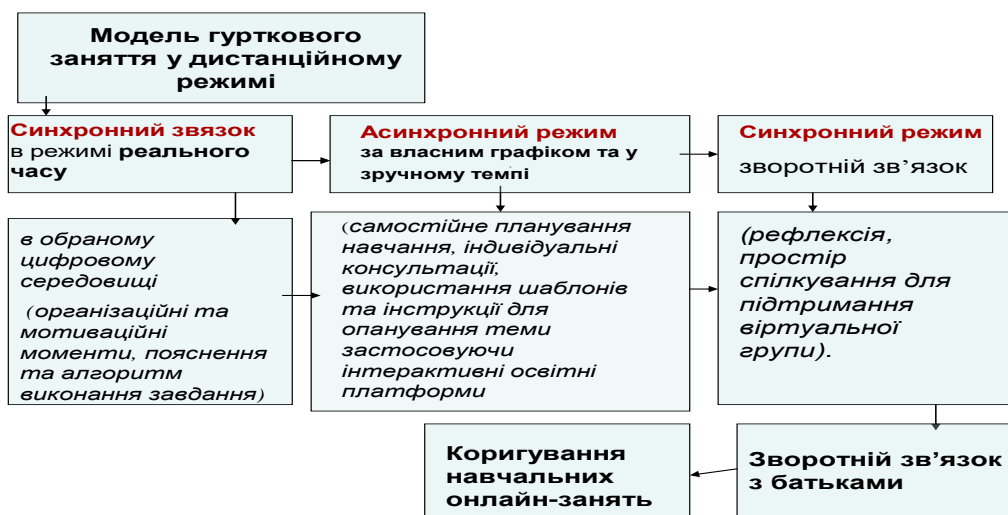 Модель гурткового
заняття у дистанційному
режимі
Синхронний звязок
в режимі реального
часу
Асинхронний режим
за власним графіком та у
зручному темпі
Синхронний режим
зворотній зв’язок
в обраному
цифровому
середовищі
(організаційні та
мотиваційні
моменти, пояснення
та алгоритм
виконання завдання)
(самостійне планування
навчання, індивідуальні
консультації,
використання шаблонів
та інструкції для
опанування теми
застосовуючи
інтерактивні освітні
платформи
(рефлексія,
простір
спілкування для
підтримання
віртуальної
групи).
Коригування
навчальних
онлайн-занять
Зворотній зв’язок
з батьками